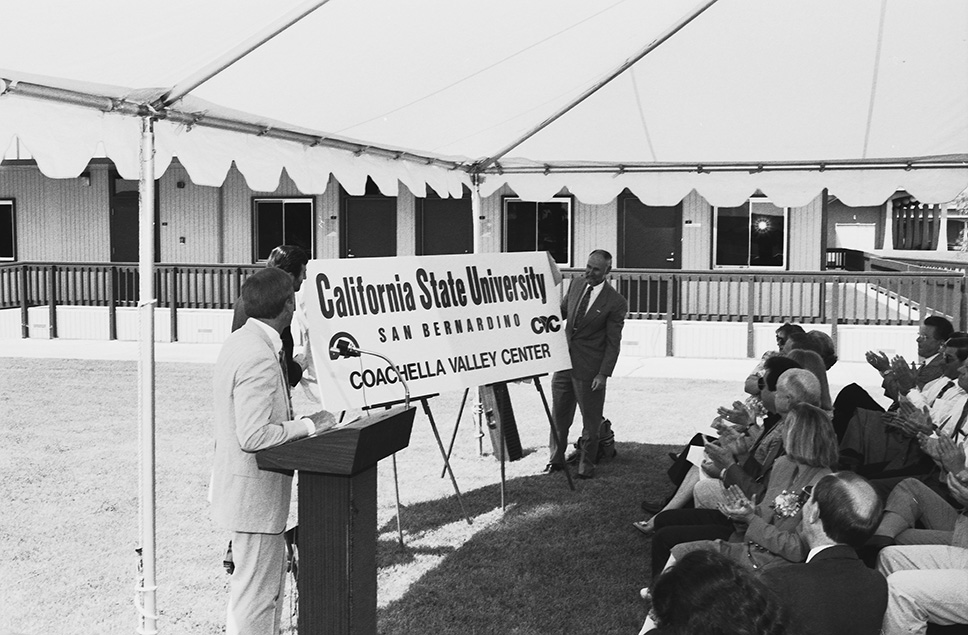 California State University
SAN BERNARDINO
CVC
COACHELLA VALLEY CENTER